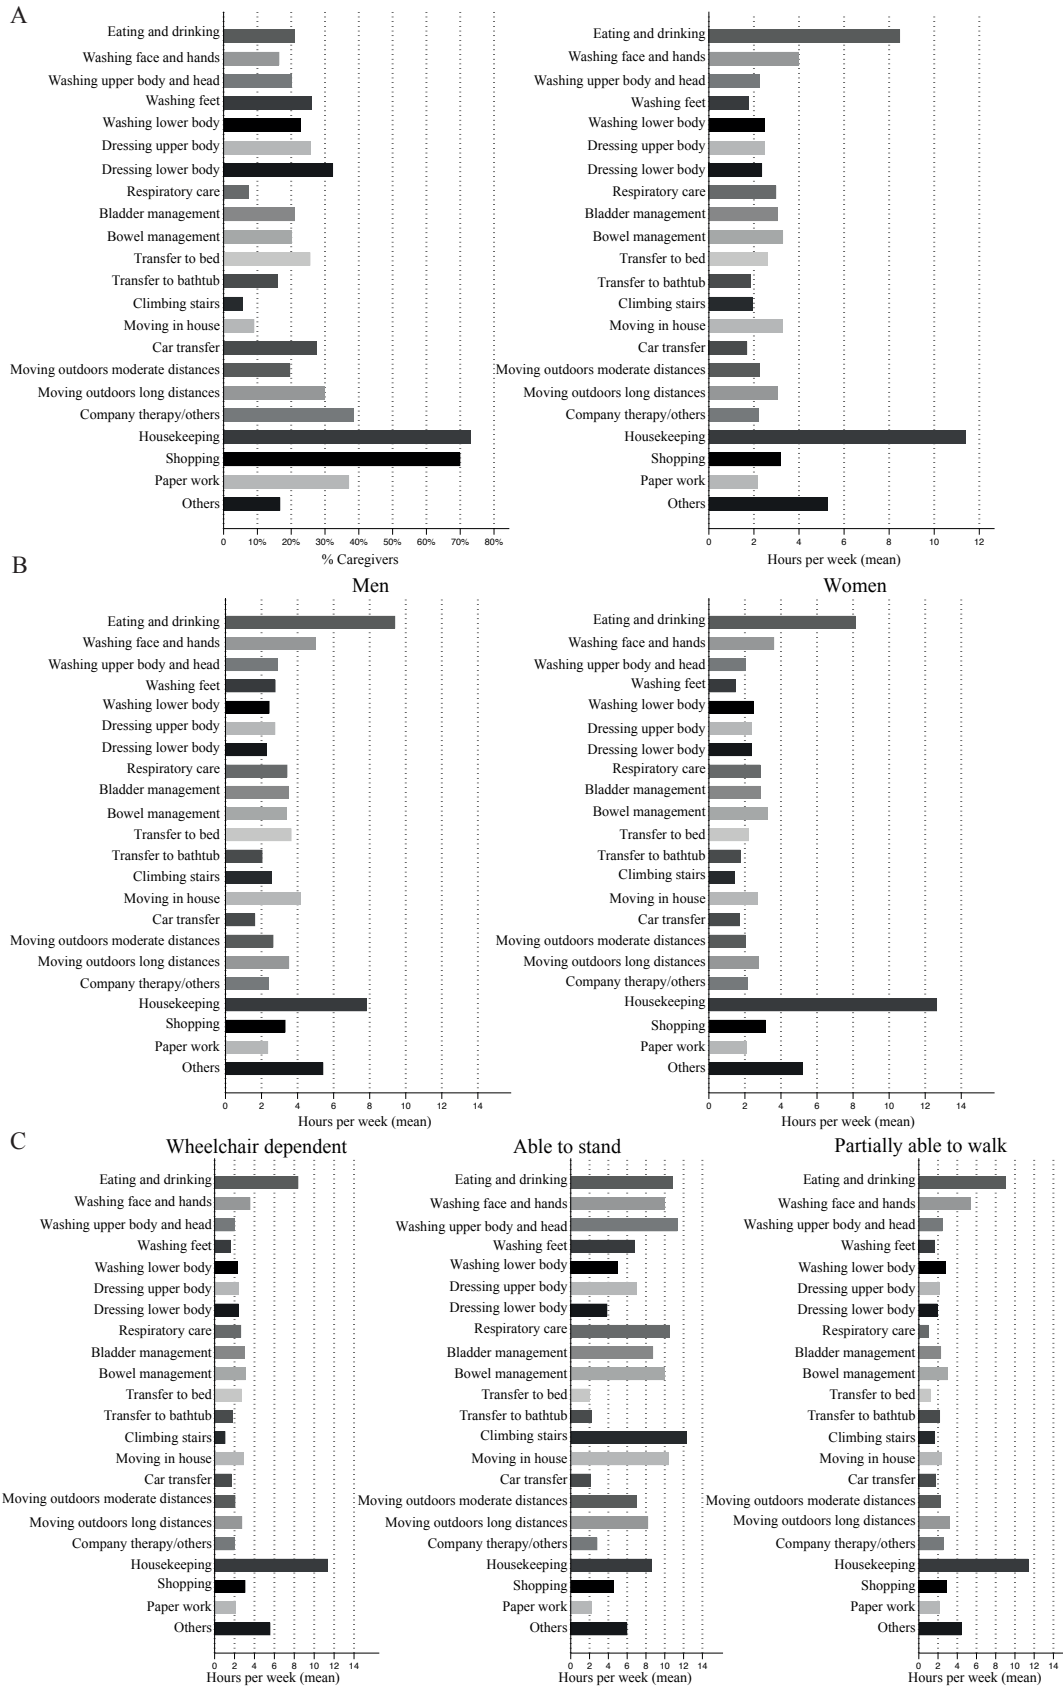 A
Eating and drinking
Washing face and hands
Washing upper body and head
Washing feet
Washing lower body
Dressing upper body
Dressing lower body
Respiratory care
Bladder management
Bowel management
Transfer to bed
Transfer to bathtub
Climbing stairs
Moving in house
Car transfer
Moving outdoors moderate distances
Moving outdoors long distances
Company therapy/others
Housekeeping
Shopping
Paper work
Others
0 10% 20% 30% 40% 50% 60% 70% 80%
% Caregivers
Eating and drinking
Washing face and hands
Washing upper body and head
Washing feet
Washing lower body
Dressing upper body
Dressing lower body
Respiratory care
Bladder management
Bowel management
Transfer to bed
Transfer to bathtub
Climbing stairs
Moving in house
Car transfer
Moving outdoors moderate distances
Moving outdoors long distances
Company therapy/others
Housekeeping
Shopping
Paper work
Others
0 2 4 6 8 10 12
Hours per week (mean)
B
Men
Eating and drinking
Washing face and hands
Washing upper body and head
Washing feet
Washing lower body
Dressing upper body
Dressing lower body
Respiratory care
Bladder management
Bowel management
Transfer to bed
Transfer to bathtub
Climbing stairs
Moving in house
Car transfer
Moving outdoors moderate distances
Moving outdoors long distances
Company therapy/others
Housekeeping
Shopping
Paper work
Others
0 2 4 6 8 10 12 14
Hours per week (mean)
Women
Eating and drinking
Washing face and hands
Washing upper body and head
Washing feet
Washing lower body
Dressing upper body
Dressing lower body
Respiratory care
Bladder management
Bowel management
Transfer to bed
Transfer to bathtub
Climbing stairs
Moving in house
Car transfer
Moving outdoors moderate distances
Moving outdoors long distances
Company therapy/others
Housekeeping
Shopping
Paper work
Others
0 2 4 6 8 10 12 14
Hours per week (mean)
C
Wheelchair dependent
Eating and drinking
Washing face and hands
Washing upper body and head
Washing feet
Washing lower body
Dressing upper body
Dressing lower body
Respiratory care
Bladder management
Bowel management
Transfer to bed
Transfer to bathtub
Climbing stairs
Moving in house
Car transfer
Moving outdoors moderate distances
Moving outdoors long distances
Company therapy/others
Housekeeping
Shopping
Paper work
Others
0 2 4 6 8 10 12 14
Hours per week (mean)
Able to stand
Eating and drinking
Washing face and hands
Washing upper body and head
Washing feet
Washing lower body
Dressing upper body
Dressing lower body
Respiratory care
Bladder management
Bowel management
Transfer to bed
Transfer to bathtub
Climbing stairs
Moving in house
Car transfer
Moving outdoors moderate distances
Moving outdoors long distances
Company therapy/others
Housekeeping
Shopping
Paper work
Others
0 2 4 6 8 10 12 14
Hours per week (mean)
Partially able to walk
Eating and drinking
Washing face and hands
Washing upper body and head
Washing feet
Washing lower body
Dressing upper body
Dressing lower body
Respiratory care
Bladder management
Bowel management
Transfer to bed
Transfer to bathtub
Climbing stairs
Moving in house
Car transfer
Moving outdoors moderate distances
Moving outdoors long distances
Company therapy/others
Housekeeping
Shopping
Paper work
Others
0 2 4 6 8 10 12 14
Hours per week (mean)